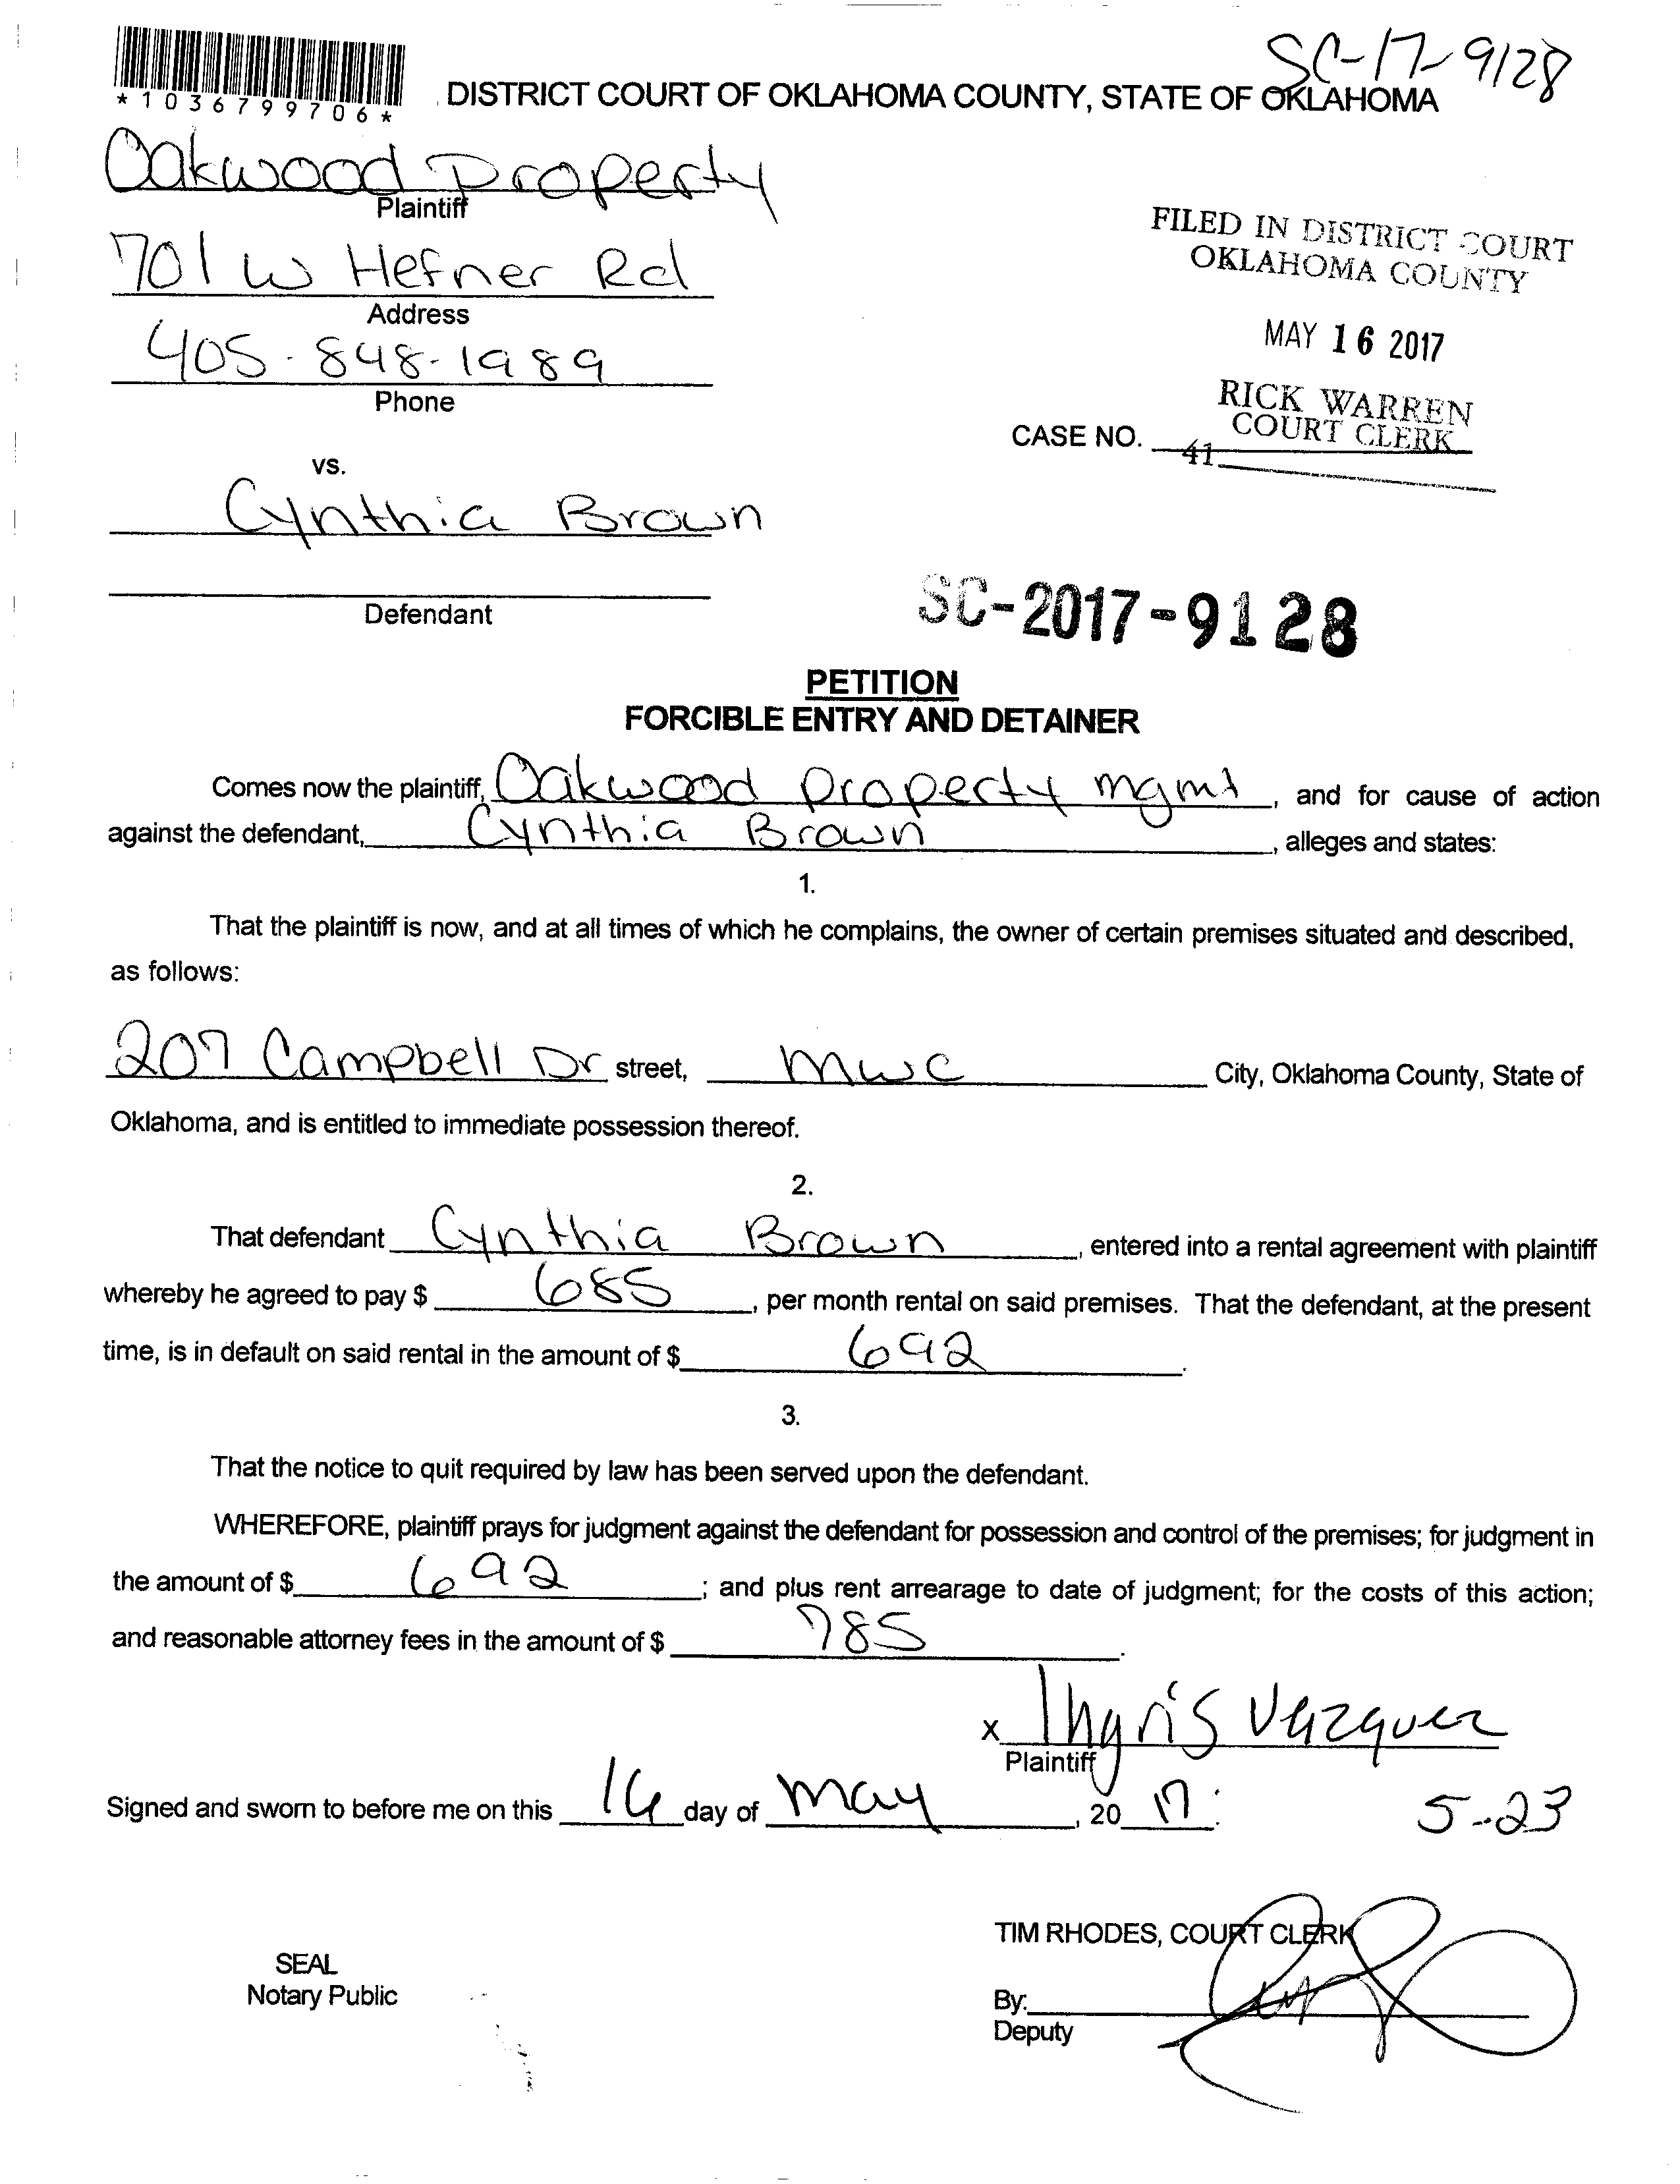 SC-17-9128
*1036799706*
DISTRICT COURT OF OKLAHOMA COUNTY, STATE OF OKLAHOMA
Oakwood Property
Plaintiff
701 W Hefner Rd
Address
405-848-1989
Phone
FILED IN DISTRICT COURT
OKLAHOMA COUNTY
MAY 16 2017
RICK WARREN
COURT CLERK
CASE NO.
41
vs.
Cynthia Brown
Defendant
SC-2017-9128
PETITION
FORCIBLE ENTRY AND DETAINER
Comes now the plaintiff, Oakwood property mgmt, and for cause of action
against the defendant, Cynthia Brown, alleges and states:
1.
That the plaintiff is now, and at all times of which he complains, the owner of certain premises situated and described,
as follows:
207 Campbell Dr street, mwc City, Oklahoma County, State of
Oklahoma, and is entitled to immediate possession thereof.
2.
That defendant Cynthia Brown, entered into a rental agreement with plaintiff
whereby he agreed to pay $ 685, per month rental on said premises. That the defendant, at the present
time, is in default on said rental in the amount of $ 692.
3.
That the notice to quit required by law has been served upon the defendant.
WHEREFORE, plaintiff prays for judgment against the defendant for possession and control of the premises; for judgment in
the amount of $ 692; and plus rent arrearage to date of judgment; for the costs of this action;
and reasonable attorney fees in the amount of $ 785.
x Thyris Vazquez
Plaintiff
Signed and sworn to before me on this 16 day of may, 20 17.
5-23
TIM RHODES, COURT CLERK
SEAL
Notary Public
By:
Deputy